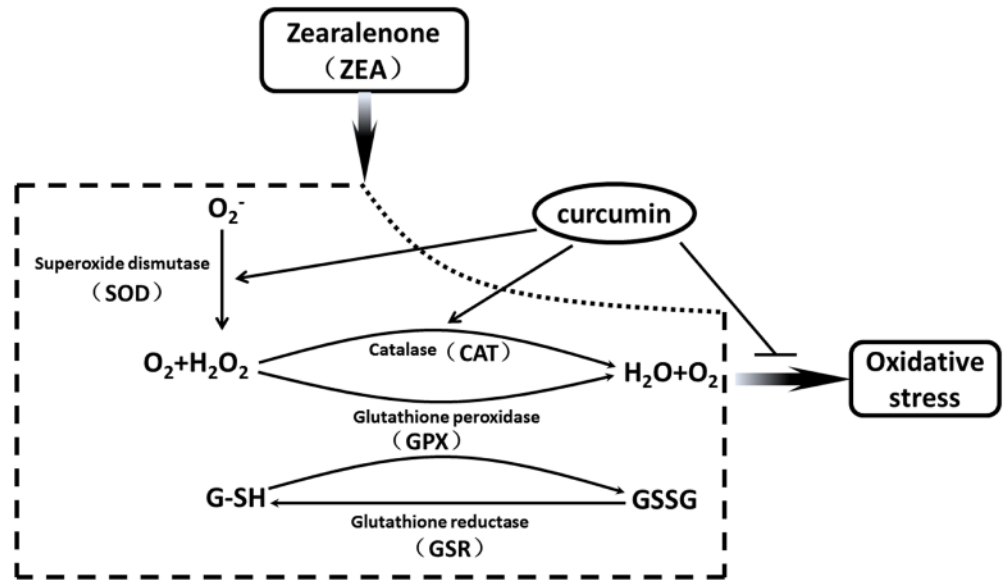 Zearalenone
（ZEA）
O₂⁻
curcumin
Superoxide dismutase
（SOD）
O₂+H₂O₂
Catalase（CAT）
H₂O+O₂
Oxidative
stress
Glutathione peroxidase
（GPX）
G-SH
GSSG
Glutathione reductase
（GSR）